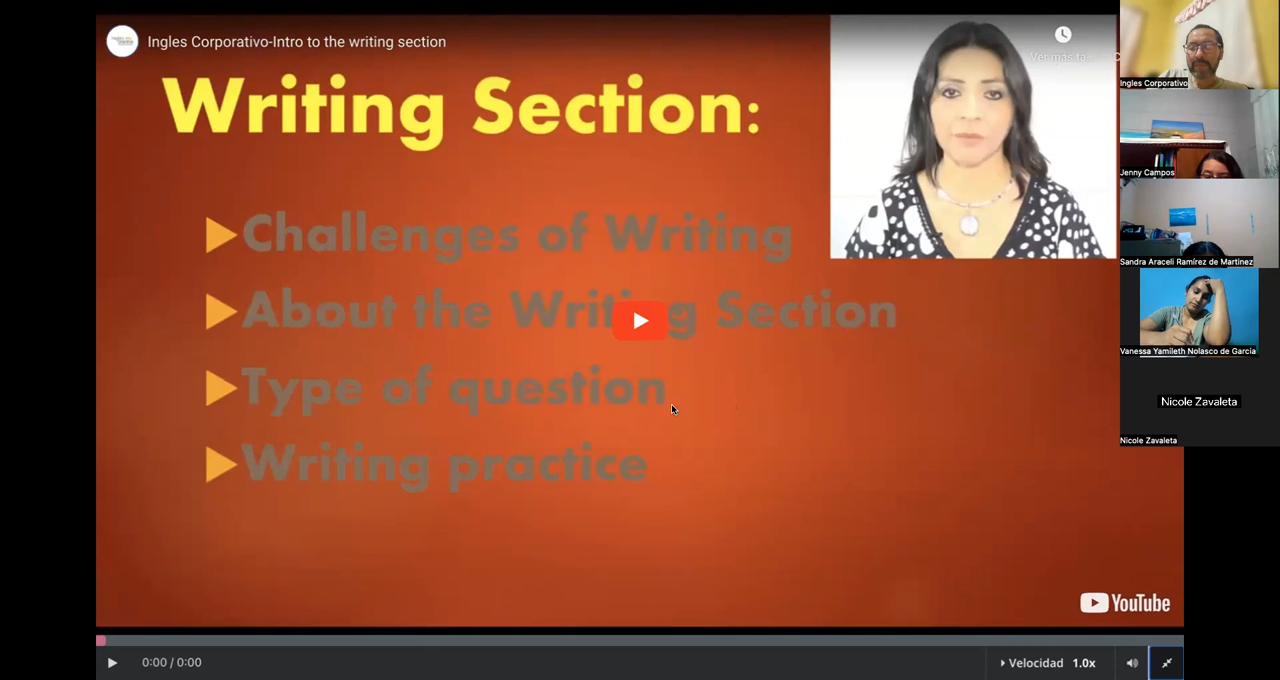 Ingles Corporativo-Intro to the writing section
Writing Section:
Challenges of Writing
About the Writing Section
Type of question
Writing practice
YouTube
0:00 / 0:00
Velocidad 1.0x
Ingles Corporativo
Jenny Campos
Sandra Araceli Ramírez de Martinez
Vanessa Yamileth Nolasco de Garcia
Nicole Zavaleta
Nicole Zavaleta